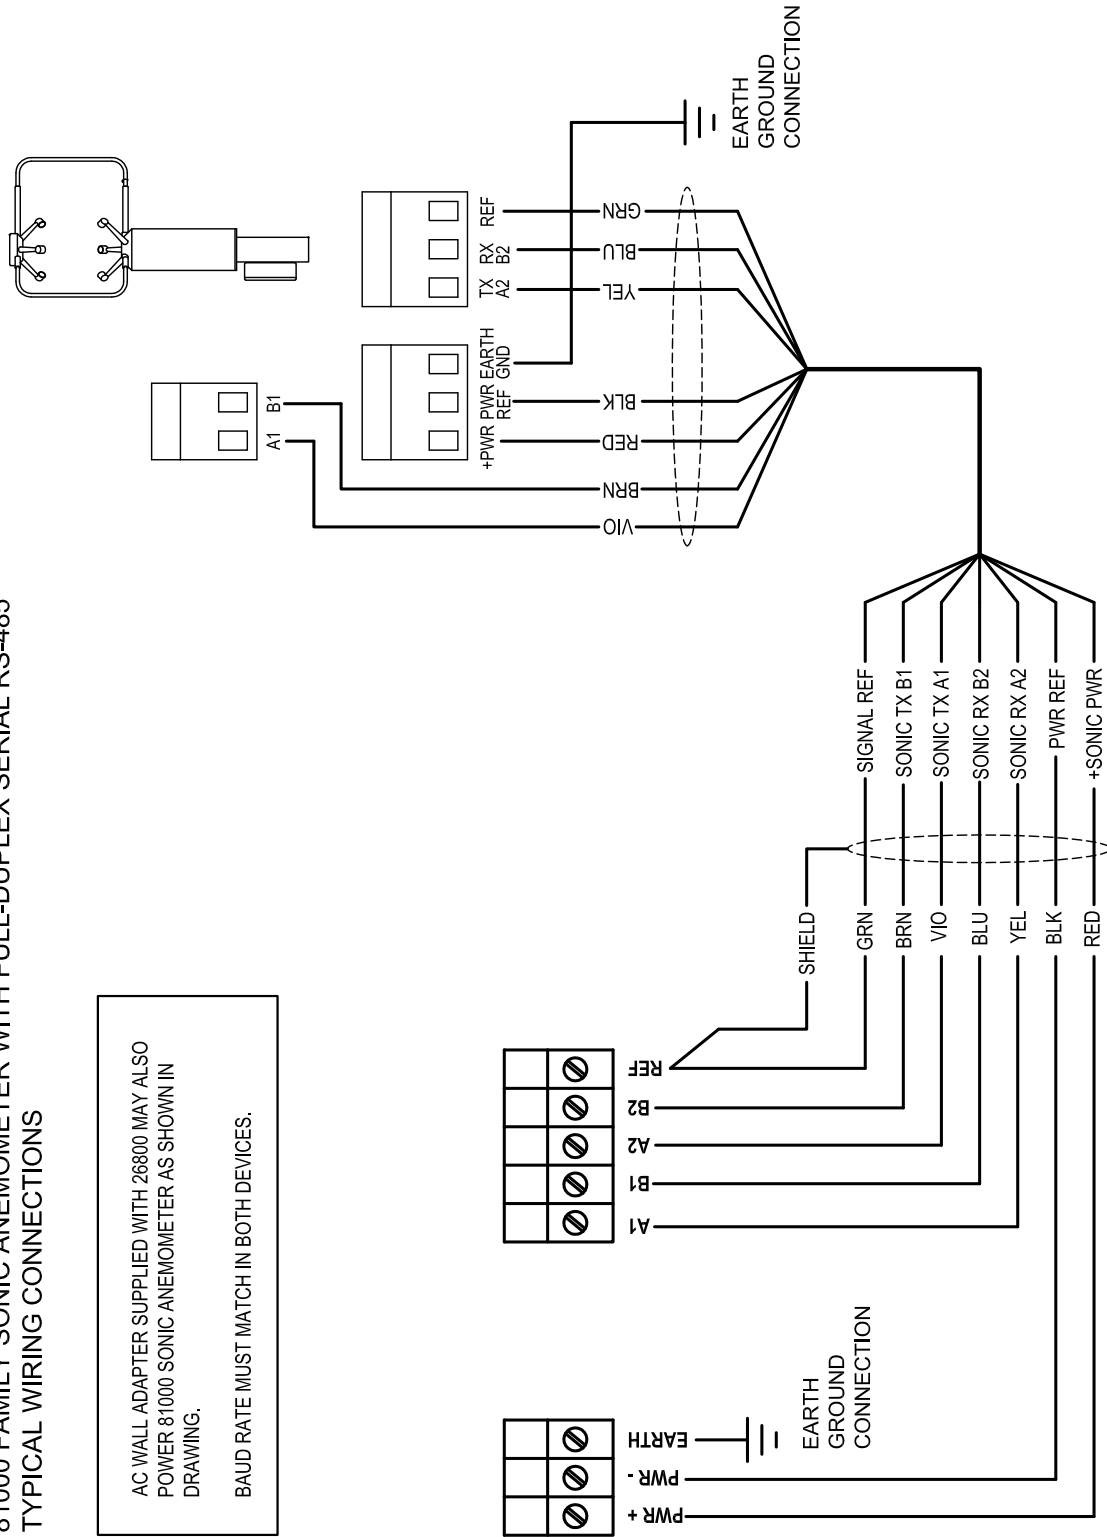 81000 FAMILY SONIC ANEMOMETER WITH FULL-DUPLEX SERIAL RS-485
TYPICAL WIRING CONNECTIONS
AC WALL ADAPTER SUPPLIED WITH 26800 MAY ALSO
POWER 81000 SONIC ANEMOMETER AS SHOWN IN
DRAWING.
BAUD RATE MUST MATCH IN BOTH DEVICES.
A1
B1
+PWR
PWR
REF
EARTH
GND
TX
A2
RX
B2
REF
VIO
BRN
RED
BLK
YEL
BLU
GRN
EARTH
GROUND
CONNECTION
PWR +
PWR -
EARTH
EARTH
GROUND
CONNECTION
A1
B1
A2
B2
REF
SHIELD
GRN
SIGNAL REF
BRN
SONIC TX B1
VIO
SONIC TX A1
BLU
SONIC RX B2
YEL
SONIC RX A2
BLK
PWR REF
RED
+SONIC PWR